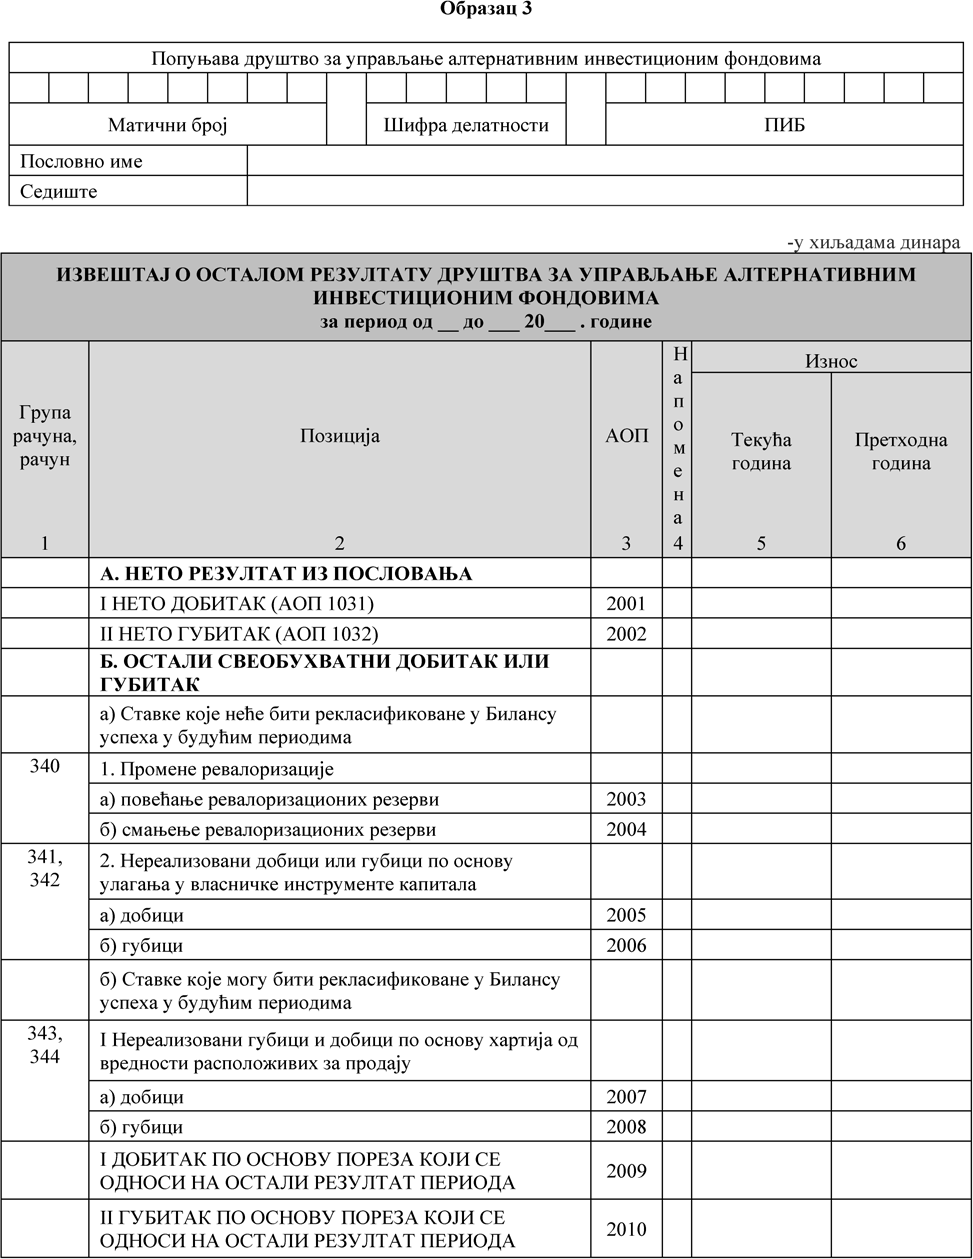 Образац 3
Попуњава друштво за управљање алтернативним инвестиционим фондовима
Матични број Шифра делатности ПИБ
Пословно име
Седиште
-у хиљадама динара
ИЗВЕШТАЈ О ОСТАЛОМ РЕЗУЛТАТУ ДРУШТВА ЗА УПРАВЉАЊЕ АЛТЕРНАТИВНИМ
ИНВЕСТИЦИОНИМ ФОНДОВИМА
за период од __ до ___ 20___ . године
Група
рачуна,
рачун
Позиција
АОП
Н
а
п
о
м
е
н
а
Износ
Текућа
година
Претходна
година
1 2 3 4 5 6
А. НЕТО РЕЗУЛТАТ ИЗ ПОСЛОВАЊА
I НЕТО ДОБИТАК (АОП 1031) 2001
II НЕТО ГУБИТАК (АОП 1032) 2002
Б. ОСТАЛИ СВЕОБУХВАТНИ ДОБИТАК ИЛИ
ГУБИТАК
а) Ставке које неће бити рекласификоване у Билансу
успеха у будућим периодима
340 1. Промене ревалоризације
а) повећање ревалоризационих резерви 2003
б) смањење ревалоризационих резерви 2004
341, 2. Нереализовани добици или губици по основу
342 улагања у власничке инструменте капитала
а) добици 2005
б) губици 2006
б) Ставке које могу бити рекласификоване у Билансу
успеха у будућим периодима
343, I Нереализовани губици и добици по основу хартија од
344 вредности расположивих за продају
а) добици 2007
б) губици 2008
I ДОБИТАК ПО ОСНОВУ ПОРЕЗА КОЈИ СЕ
ОДНОСИ НА ОСТАЛИ РЕЗУЛТАТ ПЕРИОДА 2009
II ГУБИТАК ПО ОСНОВУ ПОРЕЗА КОЈИ СЕ
ОДНОСИ НА ОСТАЛИ РЕЗУЛТАТ ПЕРИОДА 2010